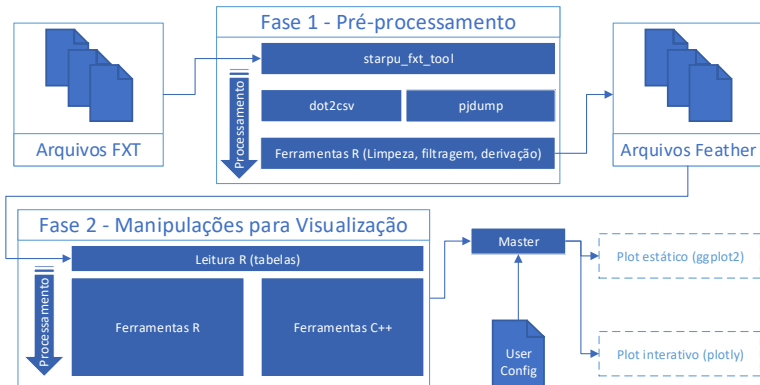 Fase 1 - Pré-processamento
starpu_fxt_tool
Processamento
dot2csv
pjdump
Ferramentas R (Limpeza, filtragem, derivação)
Arquivos FXT
Arquivos Feather
Fase 2 - Manipulações para Visualização
Leitura R (tabelas)
Processamento
Ferramentas R
Ferramentas C++
Master
User
Config
Plot estático (ggplot2)
Plot interativo (plotly)